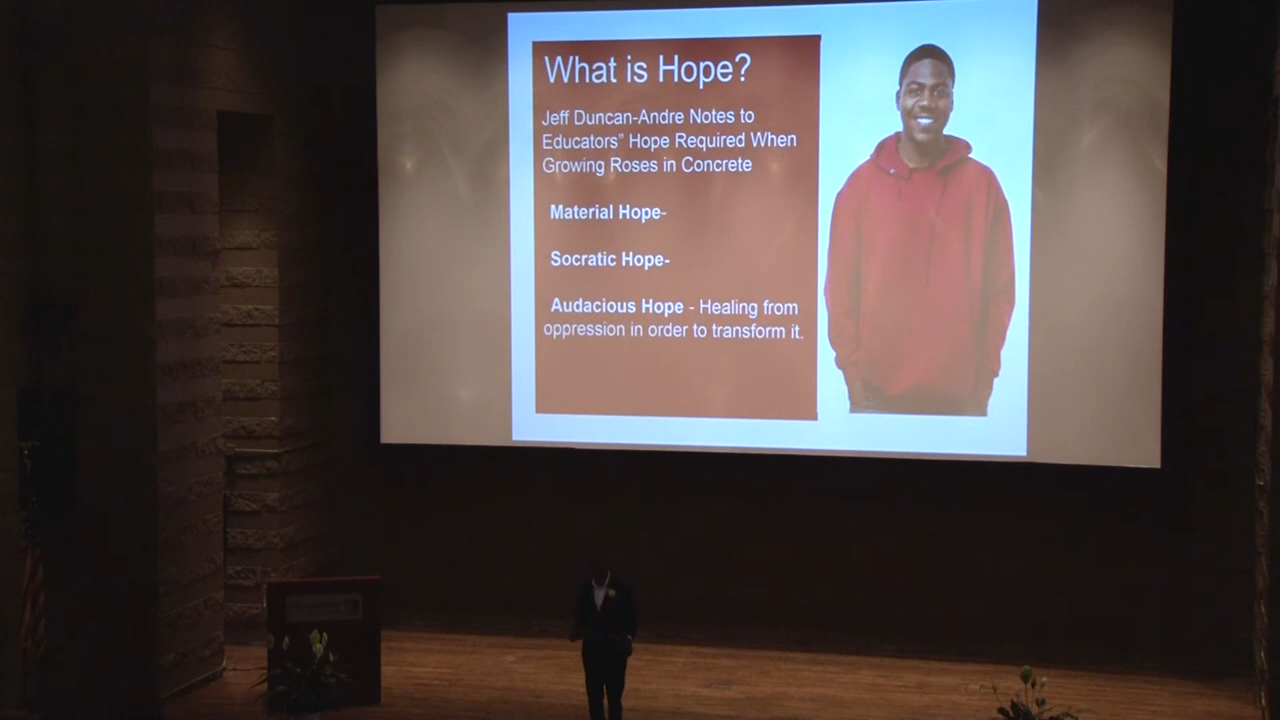 What is Hope?
Jeff Duncan-Andre Notes to
Educators" Hope Required When
Growing Roses in Concrete
Material Hope-
Socratic Hope-
Audacious Hope - Healing from
oppression in order to transform it.